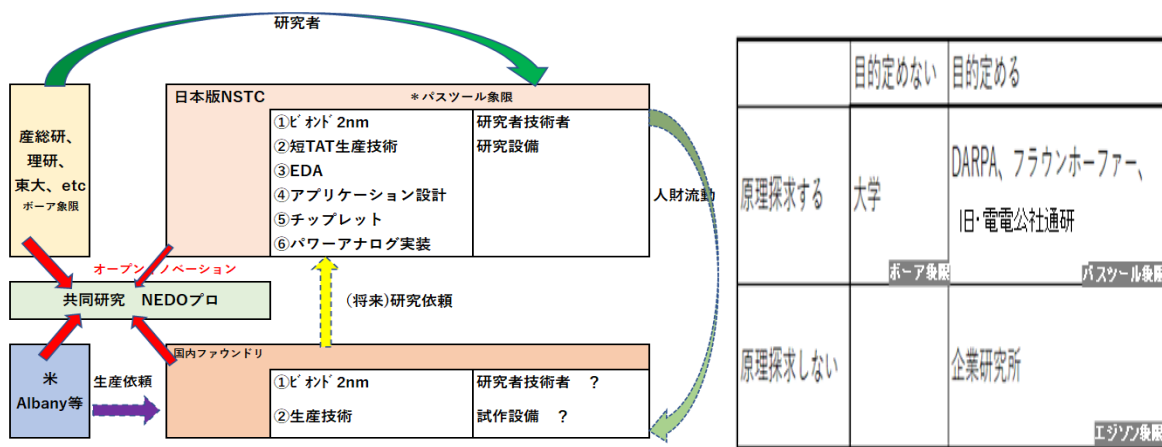 研究者
産総研、
理研、
東大、etc
ボーア象限
日本版NSTC
*パスツール象限
①ビヨンド 2nm
②短TAT生産技術
③EDA
④アプリケーション設計
⑤チップレット
⑥パワーアナログ実装
研究者技術者
研究設備
人財流動
オープンイノベーション
共同研究 NEDOプロ
(将来)研究依頼
米
Albany等
生産依頼
国内ファウンドリ
①ビヨンド 2nm
②生産技術
研究者技術者 ?
試作設備 ?
目的定めない
目的定める
原理探求する
大学
DARPA、フラウンホーファー、
旧・電電公社通研
ボーア象限
パスツール象限
原理探求しない
企業研究所
エジソン象限